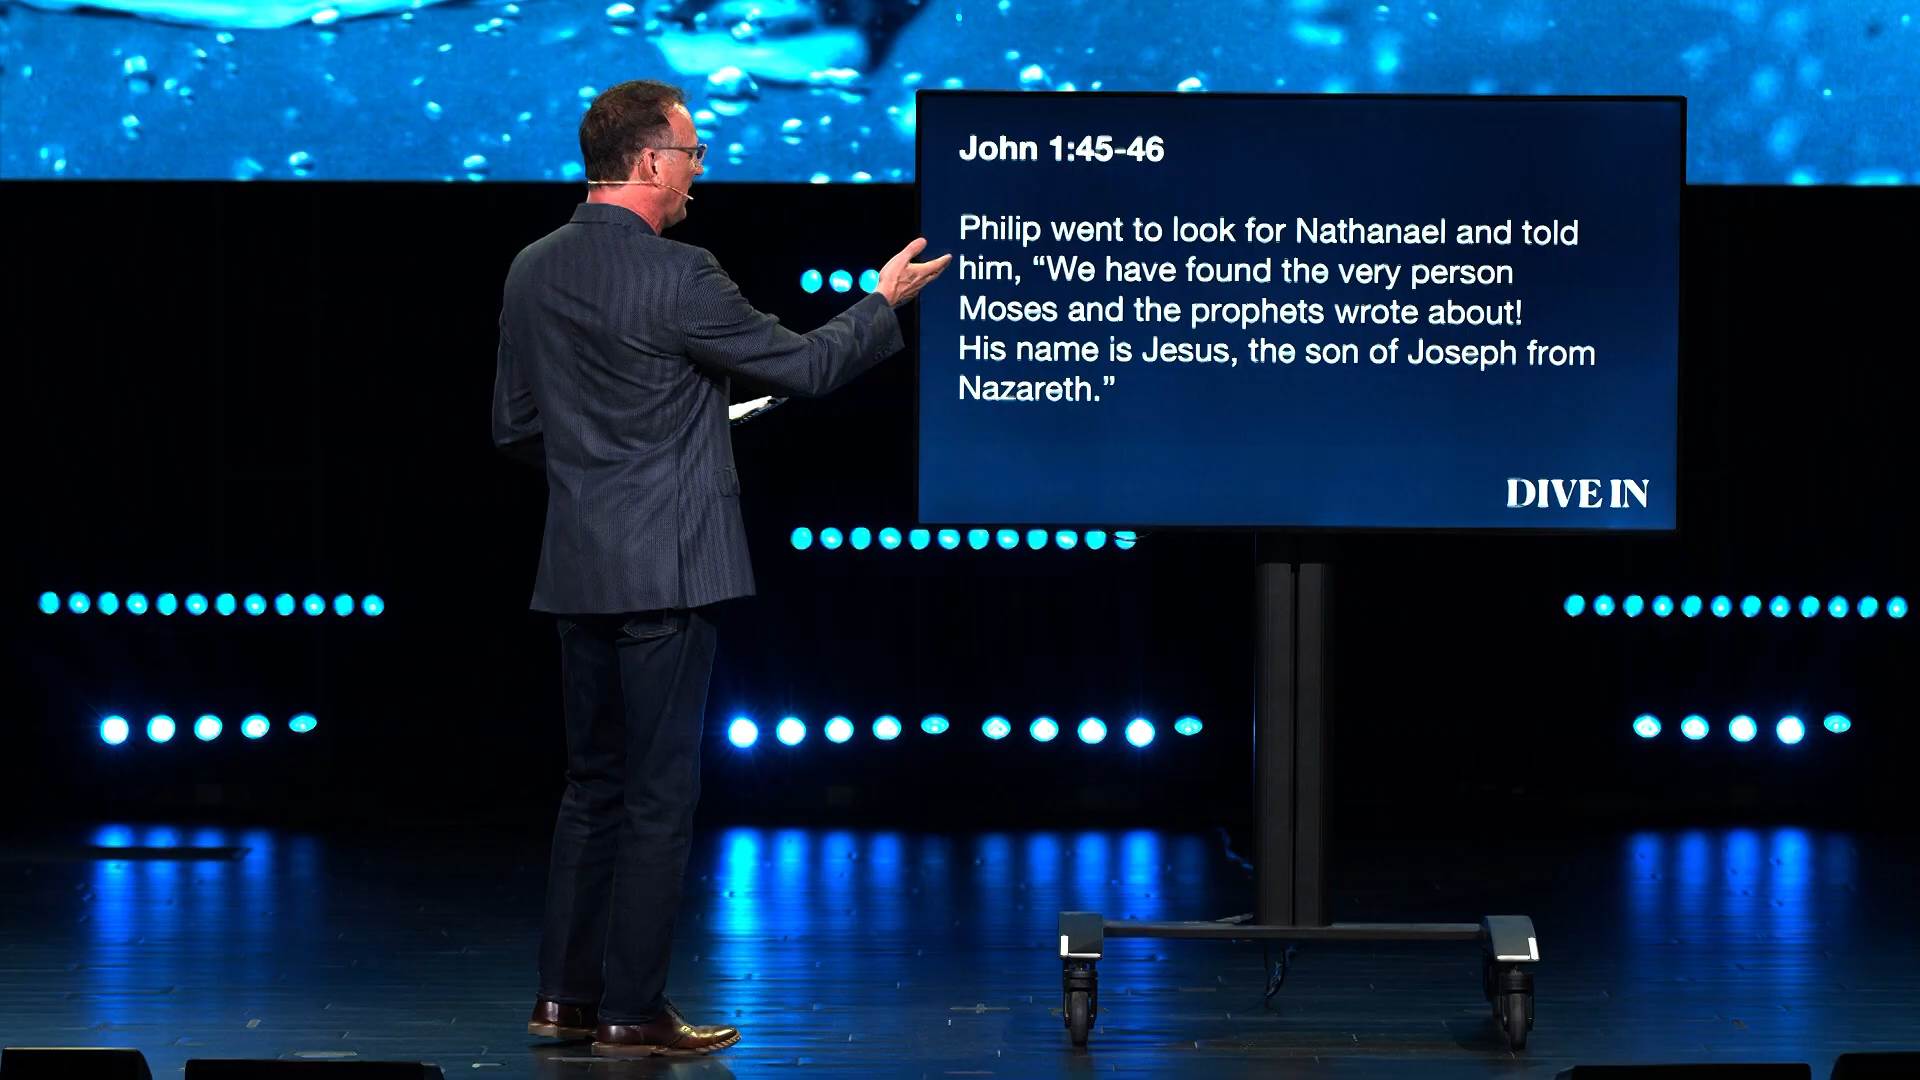 John 1:45-46
Philip went to look for Nathanael and told
him, “We have found the very person
Moses and the prophets wrote about!
His name is Jesus, the son of Joseph from
Nazareth.”
DIVE IN